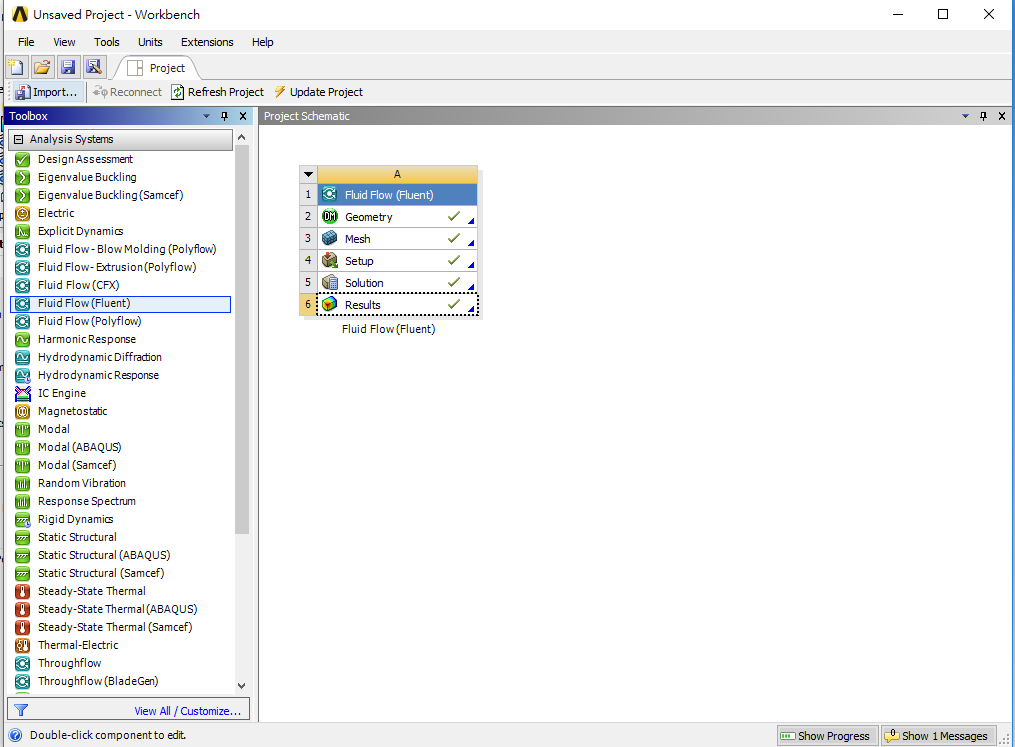 Unsaved Project - Workbench
File View Tools Units Extensions Help
Project
Import... Reconnect Refresh Project Update Project
Toolbox
Project Schematic
Analysis Systems
Design Assessment
Eigenvalue Buckling
Eigenvalue Buckling (Samcef)
Electric
Explicit Dynamics
Fluid Flow - Blow Molding (Polyflow)
Fluid Flow- Extrusion (Polyflow)
Fluid Flow (CFX)
Fluid Flow (Fluent)
Fluid Flow (Polyflow)
Harmonic Response
Hydrodynamic Diffraction
Hydrodynamic Response
IC Engine
Magnetostatic
Modal
Modal (ABAQUS)
Modal (Samcef)
Random Vibration
Response Spectrum
Rigid Dynamics
Static Structural
Static Structural (ABAQUS)
Static Structural (Samcef)
Steady-State Thermal
Steady-State Thermal (ABAQUS)
Steady-State Thermal (Samcef)
Thermal-Electric
Throughflow
Throughflow (BladeGen)
View All / Customize...
A
1 Fluid Flow (Fluent)
2 DM Geometry
3 Mesh
4 Setup
5 Solution
6 Results
Fluid Flow (Fluent)
Double-click component to edit.
Show Progress
Show 1 Messages